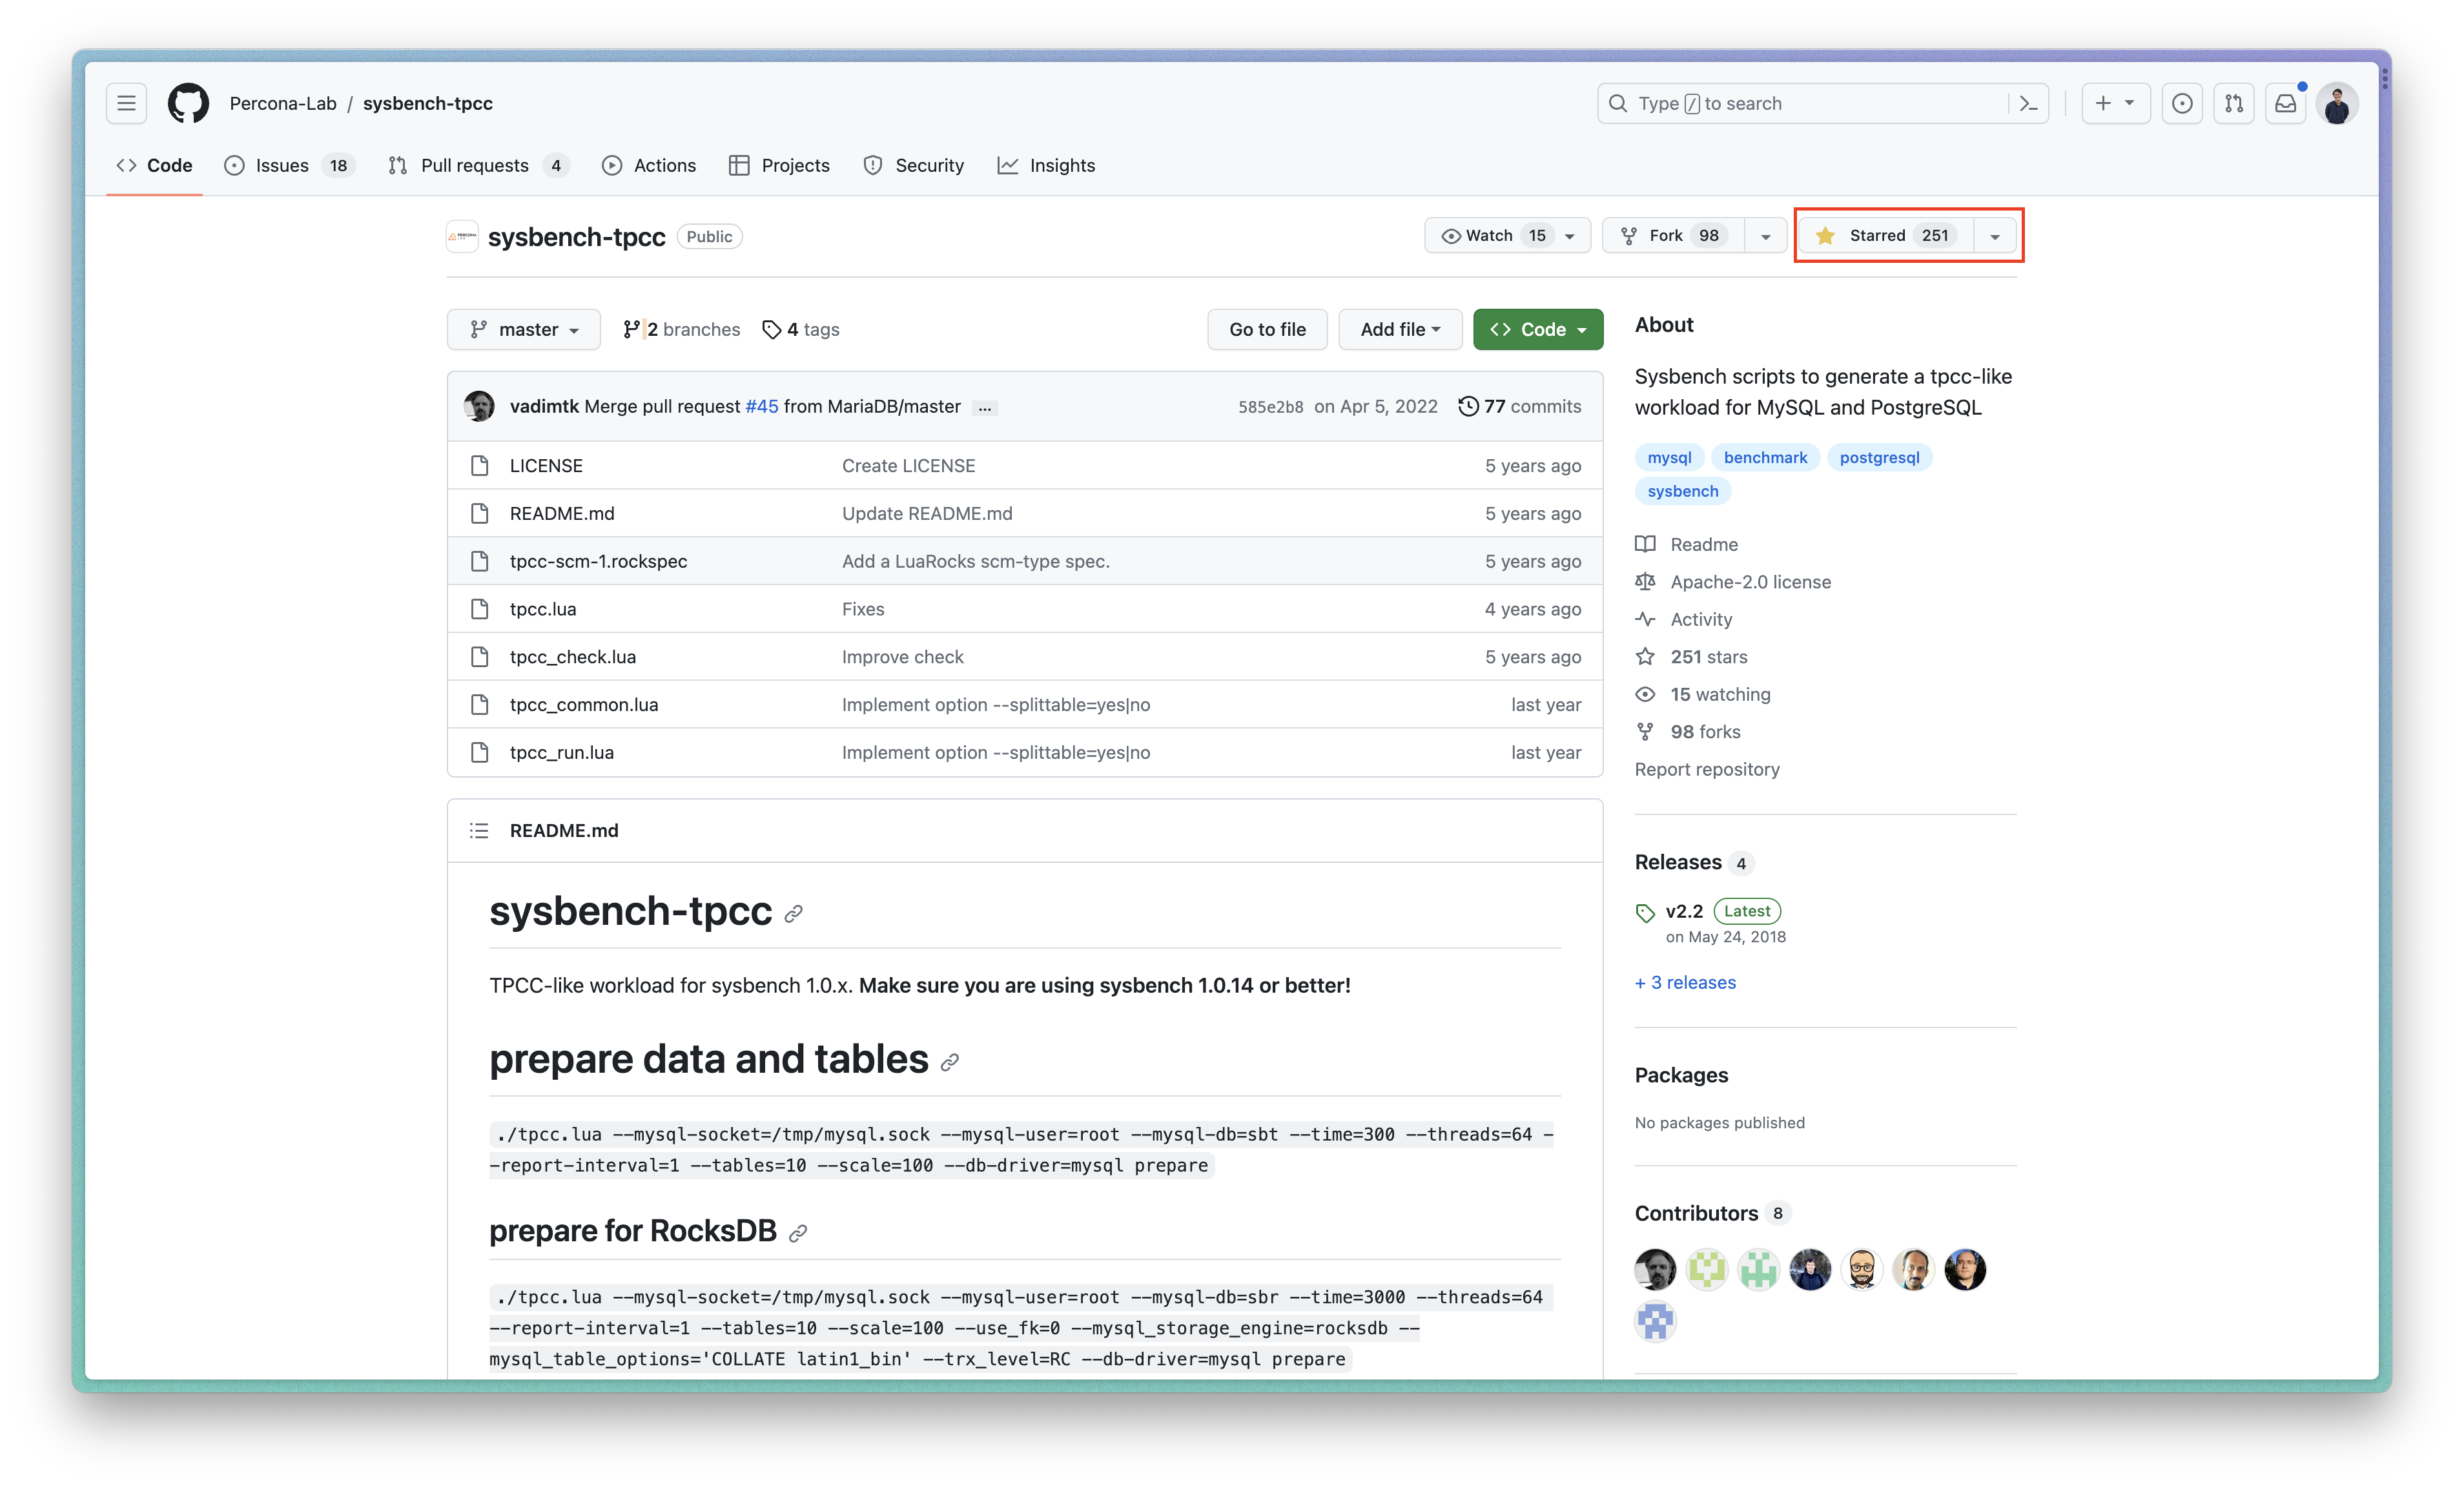 Percona-Lab / sysbench-tpcc
Type / to search
Code
Issues 18
Pull requests 4
Actions
Projects
Security
Insights
sysbench-tpcc Public
Watch 15
Fork 98
Starred 251
master
2 branches
4 tags
Go to file
Add file
Code
vadimtk Merge pull request #45 from MariaDB/master ...
585e2b8 on Apr 5, 2022
77 commits
LICENSE Create LICENSE 5 years ago
README.md Update README.md 5 years ago
tpcc-scm-1.rockspec Add a LuaRocks scm-type spec. 5 years ago
tpcc.lua Fixes 4 years ago
tpcc_check.lua Improve check 5 years ago
tpcc_common.lua Implement option --splittable=yes|no last year
tpcc_run.lua Implement option --splittable=yes|no last year
README.md
sysbench-tpcc
TPCC-like workload for sysbench 1.0.x. Make sure you are using sysbench 1.0.14 or better!
prepare data and tables
./tpcc.lua --mysql-socket=/tmp/mysql.sock --mysql-user=root --mysql-db=sbt --time=300 --threads=64 -
-report-interval=1 --tables=10 --scale=100 --db-driver=mysql prepare
prepare for RocksDB
./tpcc.lua --mysql-socket=/tmp/mysql.sock --mysql-user=root --mysql-db=sbr --time=3000 --threads=64
--report-interval=1 --tables=10 --scale=100 --use_fk=0 --mysql_storage_engine=rocksdb --
mysql_table_options='COLLATE latin1_bin' --trx_level=RC --db-driver=mysql prepare
About
Sysbench scripts to generate a tpcc-like
workload for MySQL and PostgreSQL
mysql benchmark postgresql
sysbench
Readme
Apache-2.0 license
Activity
251 stars
15 watching
98 forks
Report repository
Releases 4
v2.2 Latest
on May 24, 2018
+ 3 releases
Packages
No packages published
Contributors 8